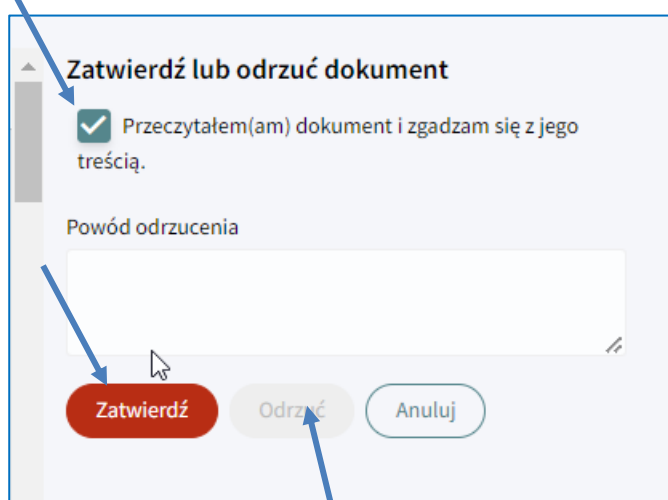 Zatwierdź lub odrzuć dokument
Przeczytałem(am) dokument i zgadzam się z jego
treścią.
Powód odrzucenia
Zatwierdź
Odrzuć
Anuluj